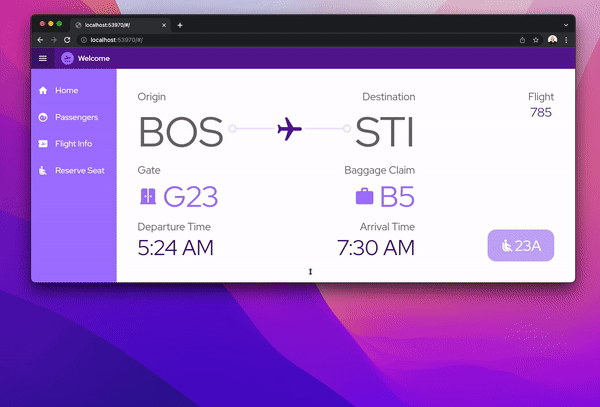 localhost:53970/#/
localhost:53970/#/
Welcome
Home
Passengers
Flight Info
Reserve Seat
Origin
Destination
Flight
785
BOS
STI
Gate
Baggage Claim
G23
B5
Departure Time
Arrival Time
5:24 AM
7:30 AM
23A